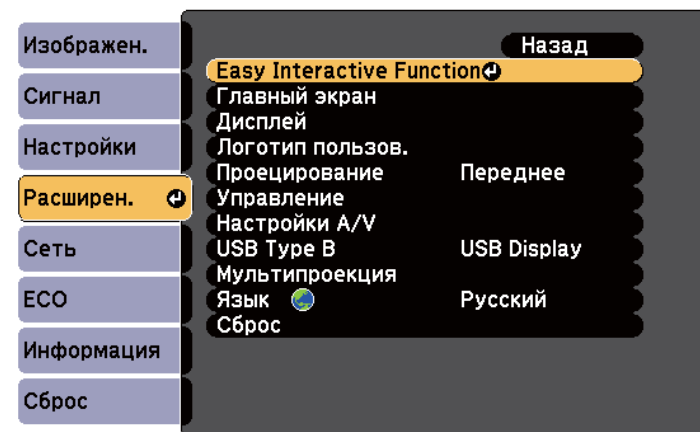 Изображен.
Сигнал
Настройки
Расширен.
Сеть
ECO
Информация
Сброс
Назад
Easy Interactive Function
Главный экран
Дисплей
Логотип пользов.
Проецирование Переднее
Управление
Настройки A/V
USB Type B USB Display
Мультипроекция
Язык Русский
Сброс